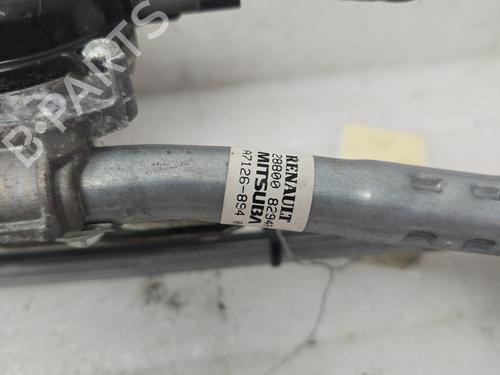 B-PARTS
RENAULT
28800 8294
MITSUBA
A7126-894